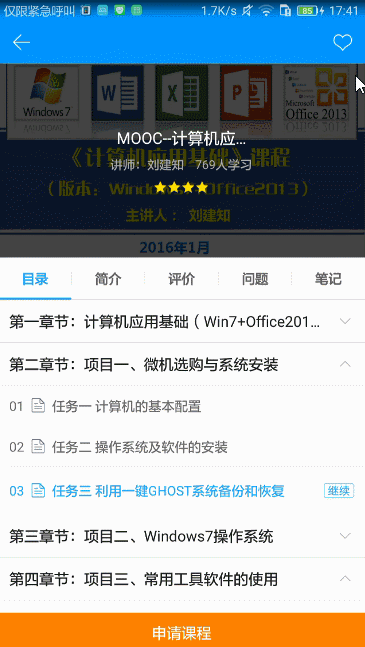 仅限紧急呼叫 1.7K/s 85 17:41
Windows 7
Microsoft Office 2013
W X P
《计算机应用基础》课程
MOOC--计算机应...
讲师：刘建知 769人学习
（版本：Windows7+Office2013）
主讲人：刘建知
2016年1月
目录 简介 评价 问题 笔记
第一章节：计算机应用基础（Win7+Office201...
第二章节：项目一、微机选购与系统安装
01 任务一 计算机的基本配置
02 任务二 操作系统及软件的安装
03 任务三 利用一键GHOST系统备份和恢复 继续
第三章节：项目二、Windows7操作系统
第四章节：项目三、常用工具软件的使用
申请课程